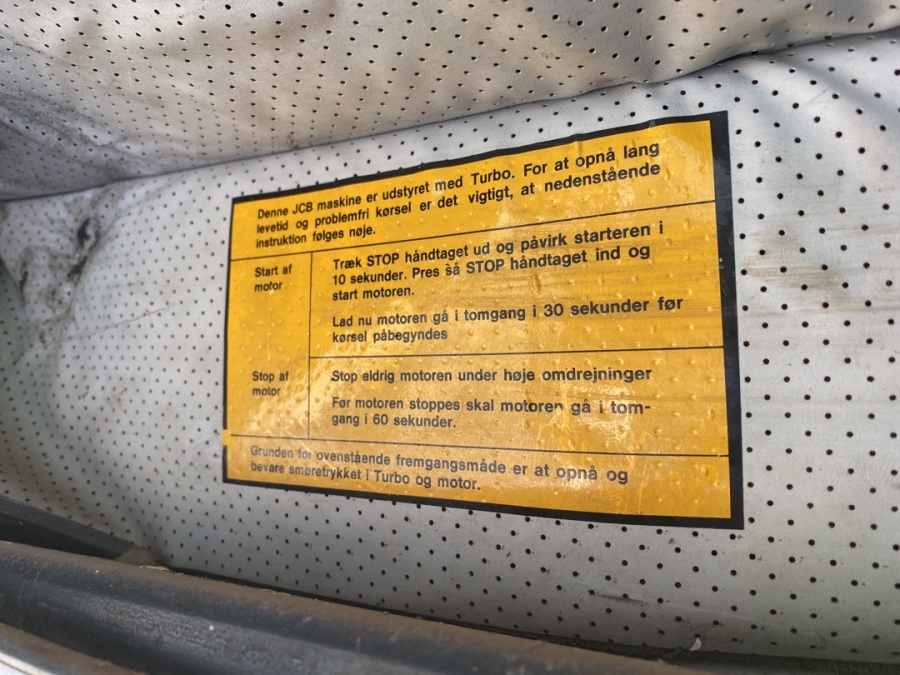 Denne JCB maskine er udstyret med Turbo. For at opnå lang
levetid og problemfri kørsel er det vigtigt, at nedenstående
instruktion følges nøje.
Start af
motor
Træk STOP håndtaget ud og påvirk starteren i
10 sekunder. Pres så STOP håndtaget ind og
start motoren.
Lad nu motoren gå i tomgang i 30 sekunder før
kørsel påbegyndes
Stop af
motor
Stop aldrig motoren under høje omdrejninger
Før motoren stoppes skal motoren gå i tom-
gang i 60 sekunder.
Grunden for ovenstående fremgangsmåde er at opnå og
bevare smøretrykket i Turbo og motor.